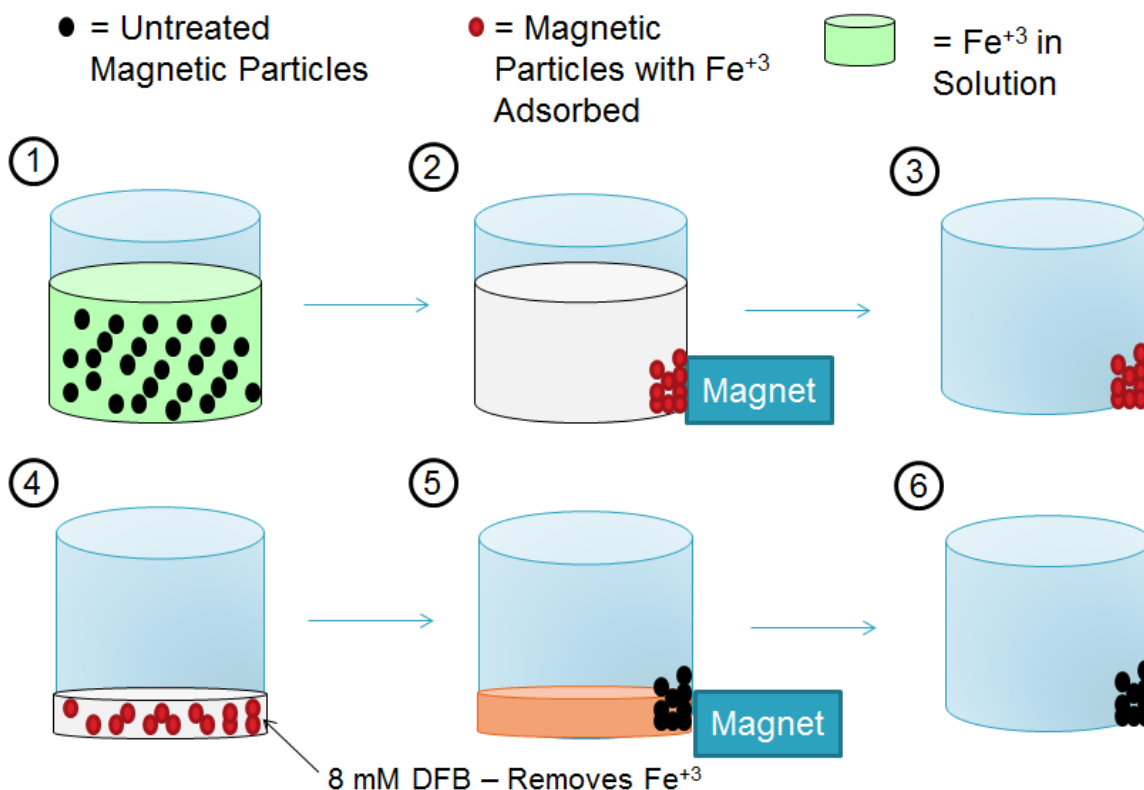 = Untreated
Magnetic Particles
= Magnetic
Particles with Fe⁺³
Adsorbed
= Fe⁺³ in
Solution
1
2
3
Magnet
4
5
6
Magnet
8 mM DFB – Removes Fe⁺³